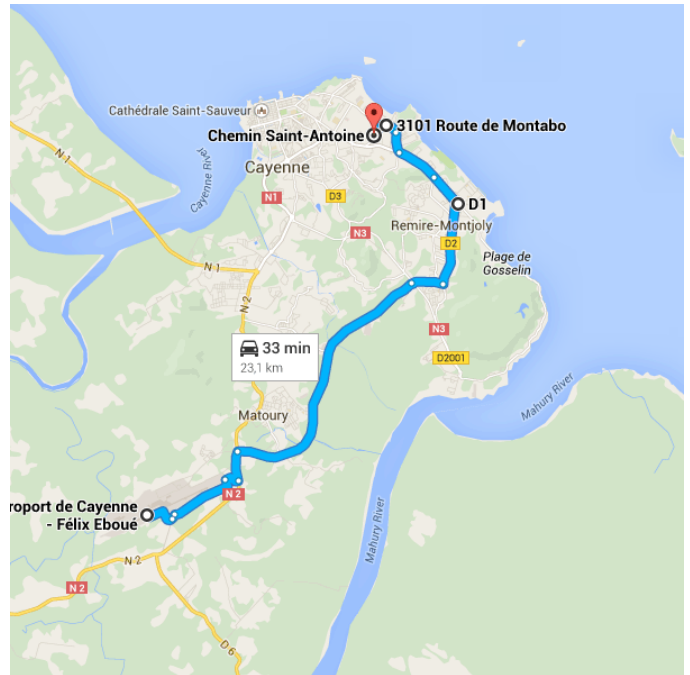 Cathédrale Saint-Sauveur
Chemin Saint-Antoine
3101 Route de Montabo
N 1
Cayenne River
Cayenne
N1
D3
D1
Remire-Montjoly
N3
D2
Plage de
Gosselin
N 1
N 2
33 min
23,1 km
N3
D2001
Matoury
Mahury River
N 2
roport de Cayenne
- Félix Eboué
Mahury River
N 2
N 2
D 6